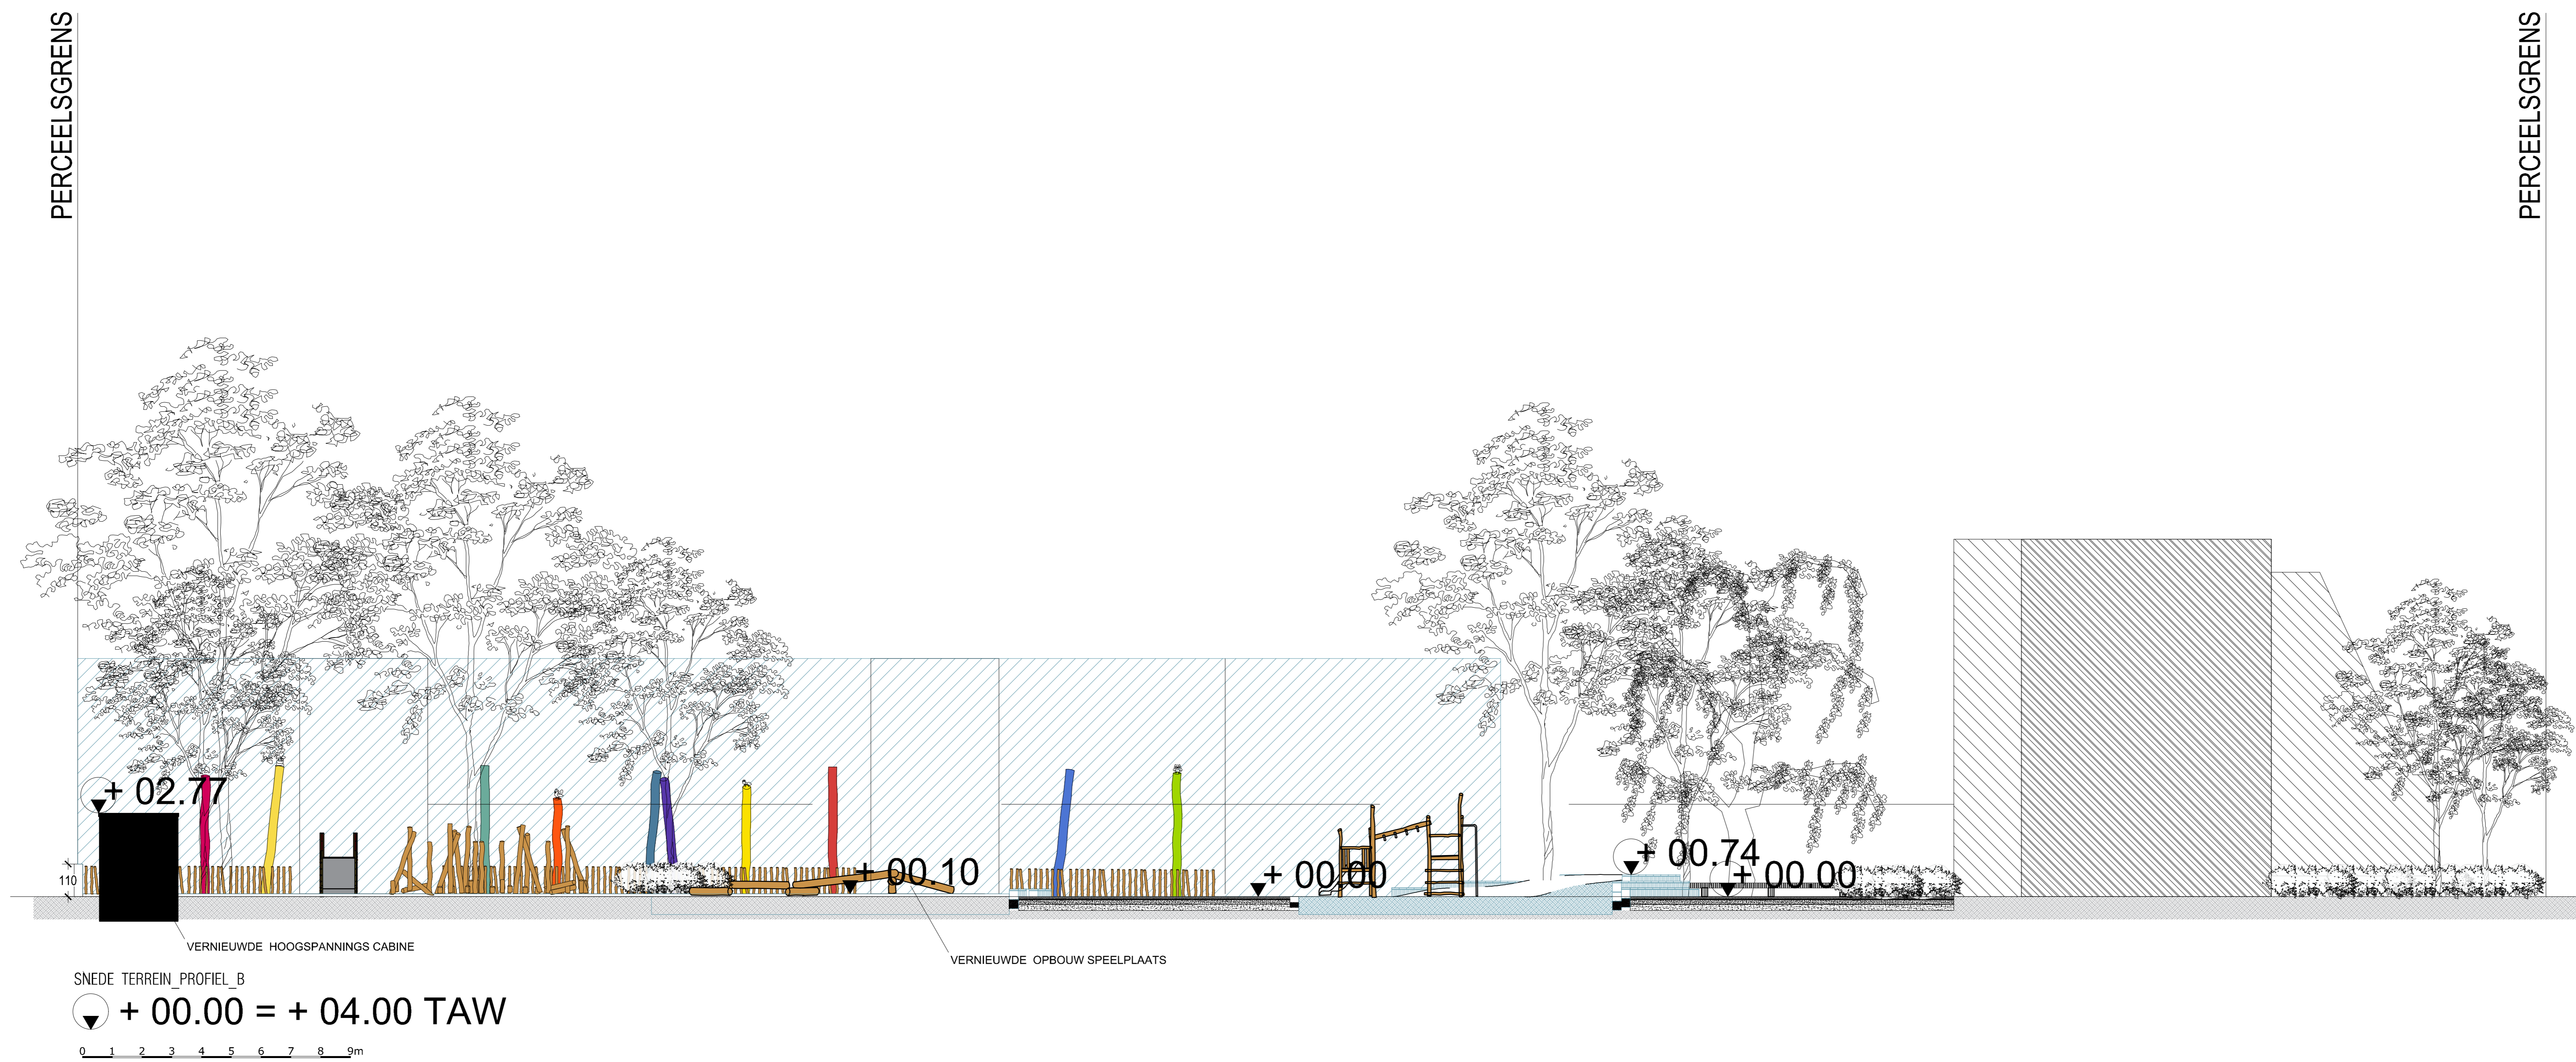 PERCEELSGRENS
PERCEELSGRENS
+ 02.77
+ 00.74
110
+ 00.10
+ 00.00
+ 00.00
VERNIEUWDE HOOGSPANNINGS CABINE
VERNIEUWDE OPBOUW SPEELPLAATS
SNEDE TERREIN_PROFIEL_B
+ 00.00 = + 04.00 TAW
0 1 2 3 4 5 6 7 8 9m